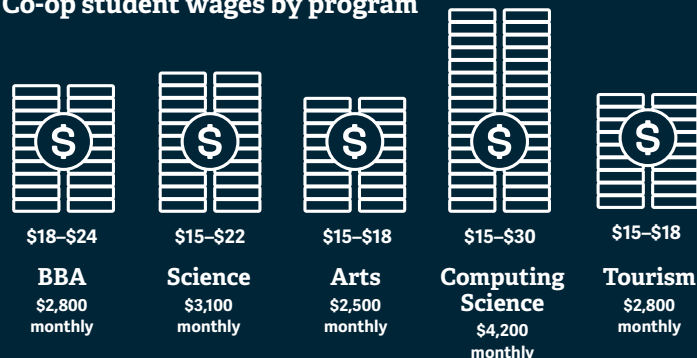 Co-op student wages by program
$
$
$
$
$
$18–$24
$15–$22
$15–$18
$15–$30
$15–$18
BBA
$2,800
monthly
Science
$3,100
monthly
Arts
$2,500
monthly
Computing
Science
$4,200
monthly
Tourism
$2,800
monthly